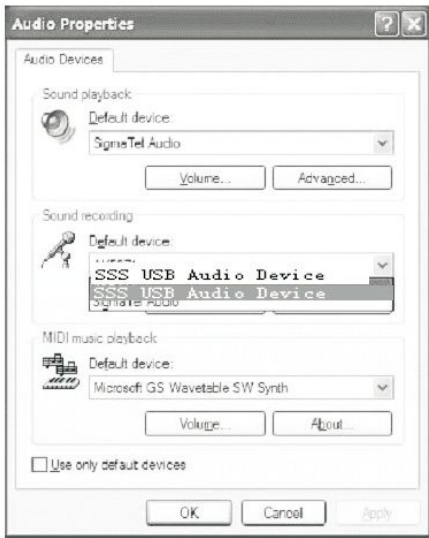 Audio Properties
Audio Devices
Sound playback
Default device:
SigmaTel Audio
Volume...
Advanced...
Sound recording
Default device:
SSS USB Audio Device
SSS USB Audio Device
SigmaTel Audio
MIDI music playback
Default device:
Microsoft GS Wavetable SW Synth
Volume...
About...
Use only default devices
OK
Cancel
Apply